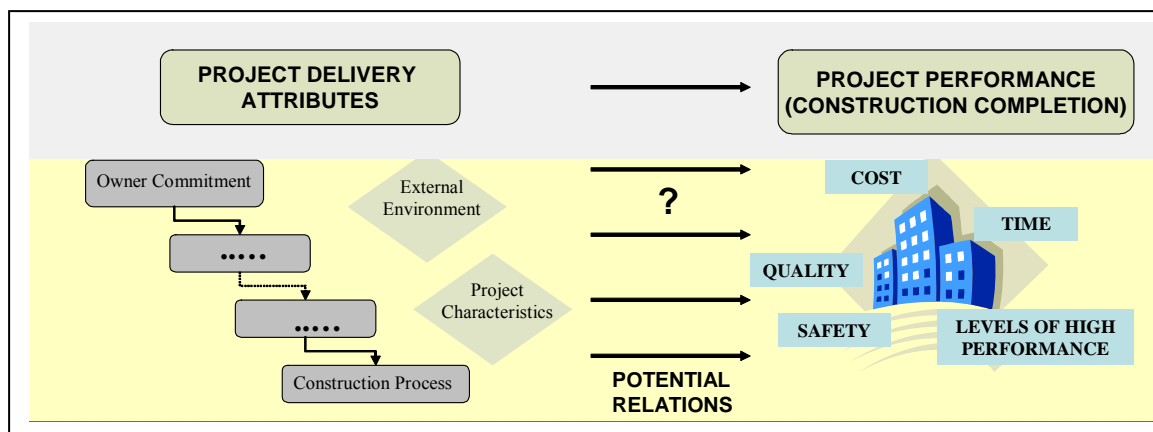 PROJECT DELIVERY
ATTRIBUTES
PROJECT PERFORMANCE
(CONSTRUCTION COMPLETION)
Owner Commitment
.....
.....
Construction Process
External
Environment
Project
Characteristics
?
POTENTIAL
RELATIONS
COST
TIME
QUALITY
SAFETY
LEVELS OF HIGH
PERFORMANCE